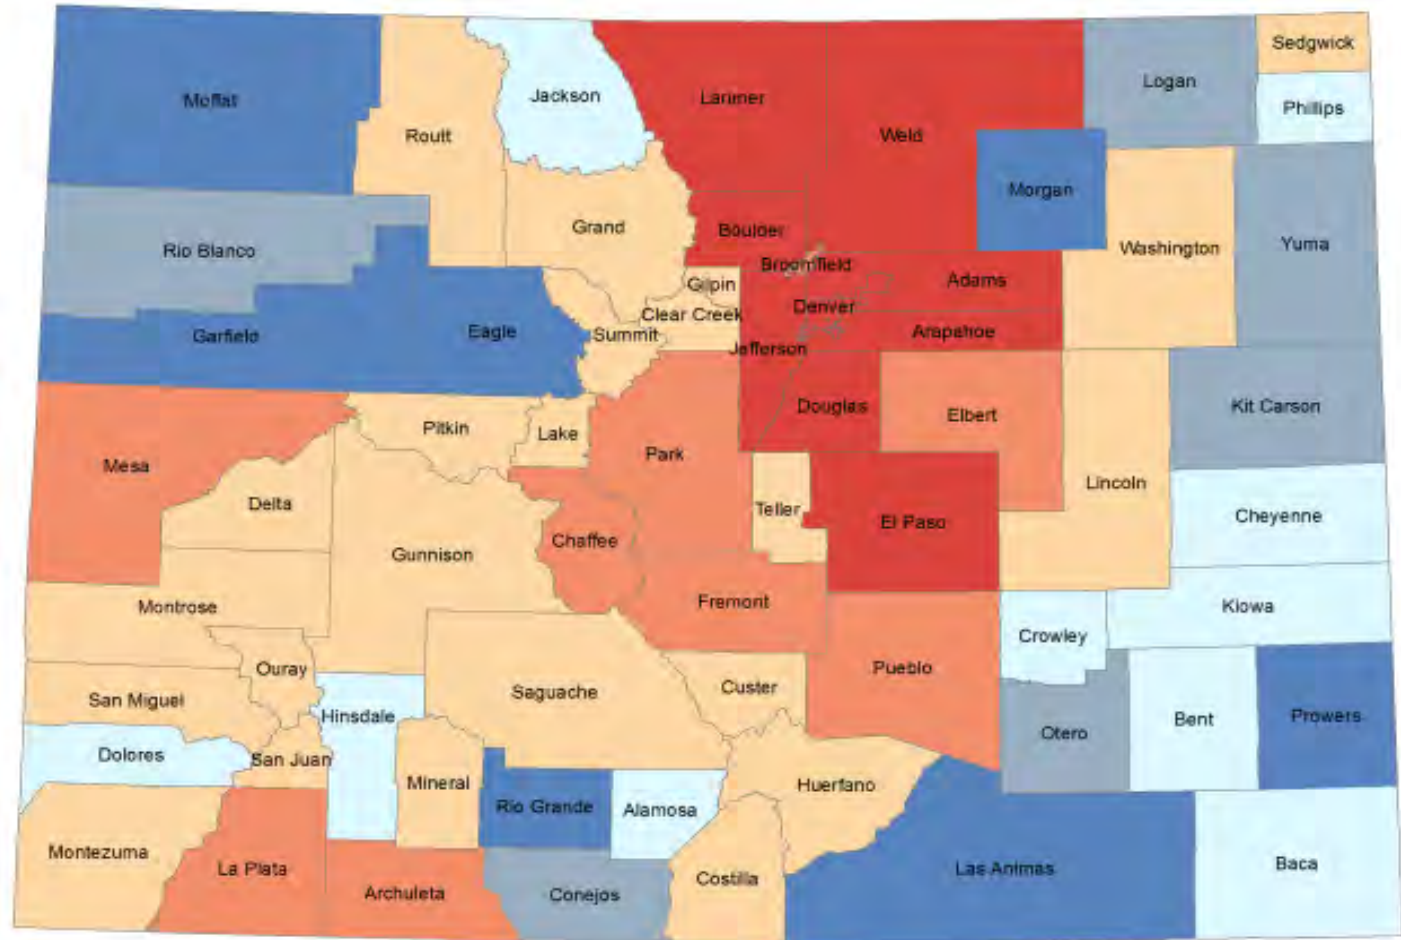 Sedgwick
Logan
Jackson
Larimer
Moffat
Phillips
Routt
Weld
Morgan
Grand
Boulder
Yuma
Washington
Rio Blanco
Broomfield
Adams
Gilpin
Denver
Clear Creek
Eagle
Arapahoe
Summit
Garfield
Jefferson
Douglas
Kit Carson
Elbert
Pitkin
Lake
Park
Mesa
Lincoln
Delta
Teller
Cheyenne
El Paso
Chaffee
Gunnison
Fremont
Kiowa
Montrose
Crowley
Pueblo
Ouray
Custer
Saguache
San Miguel
Hinsdale
Prowers
Bent
Otero
Dolores
San Juan
Mineral
Huerfano
Rio Grande
Alamosa
Montezuma
Baca
La Plata
Las Animas
Costilla
Archuleta
Conejos